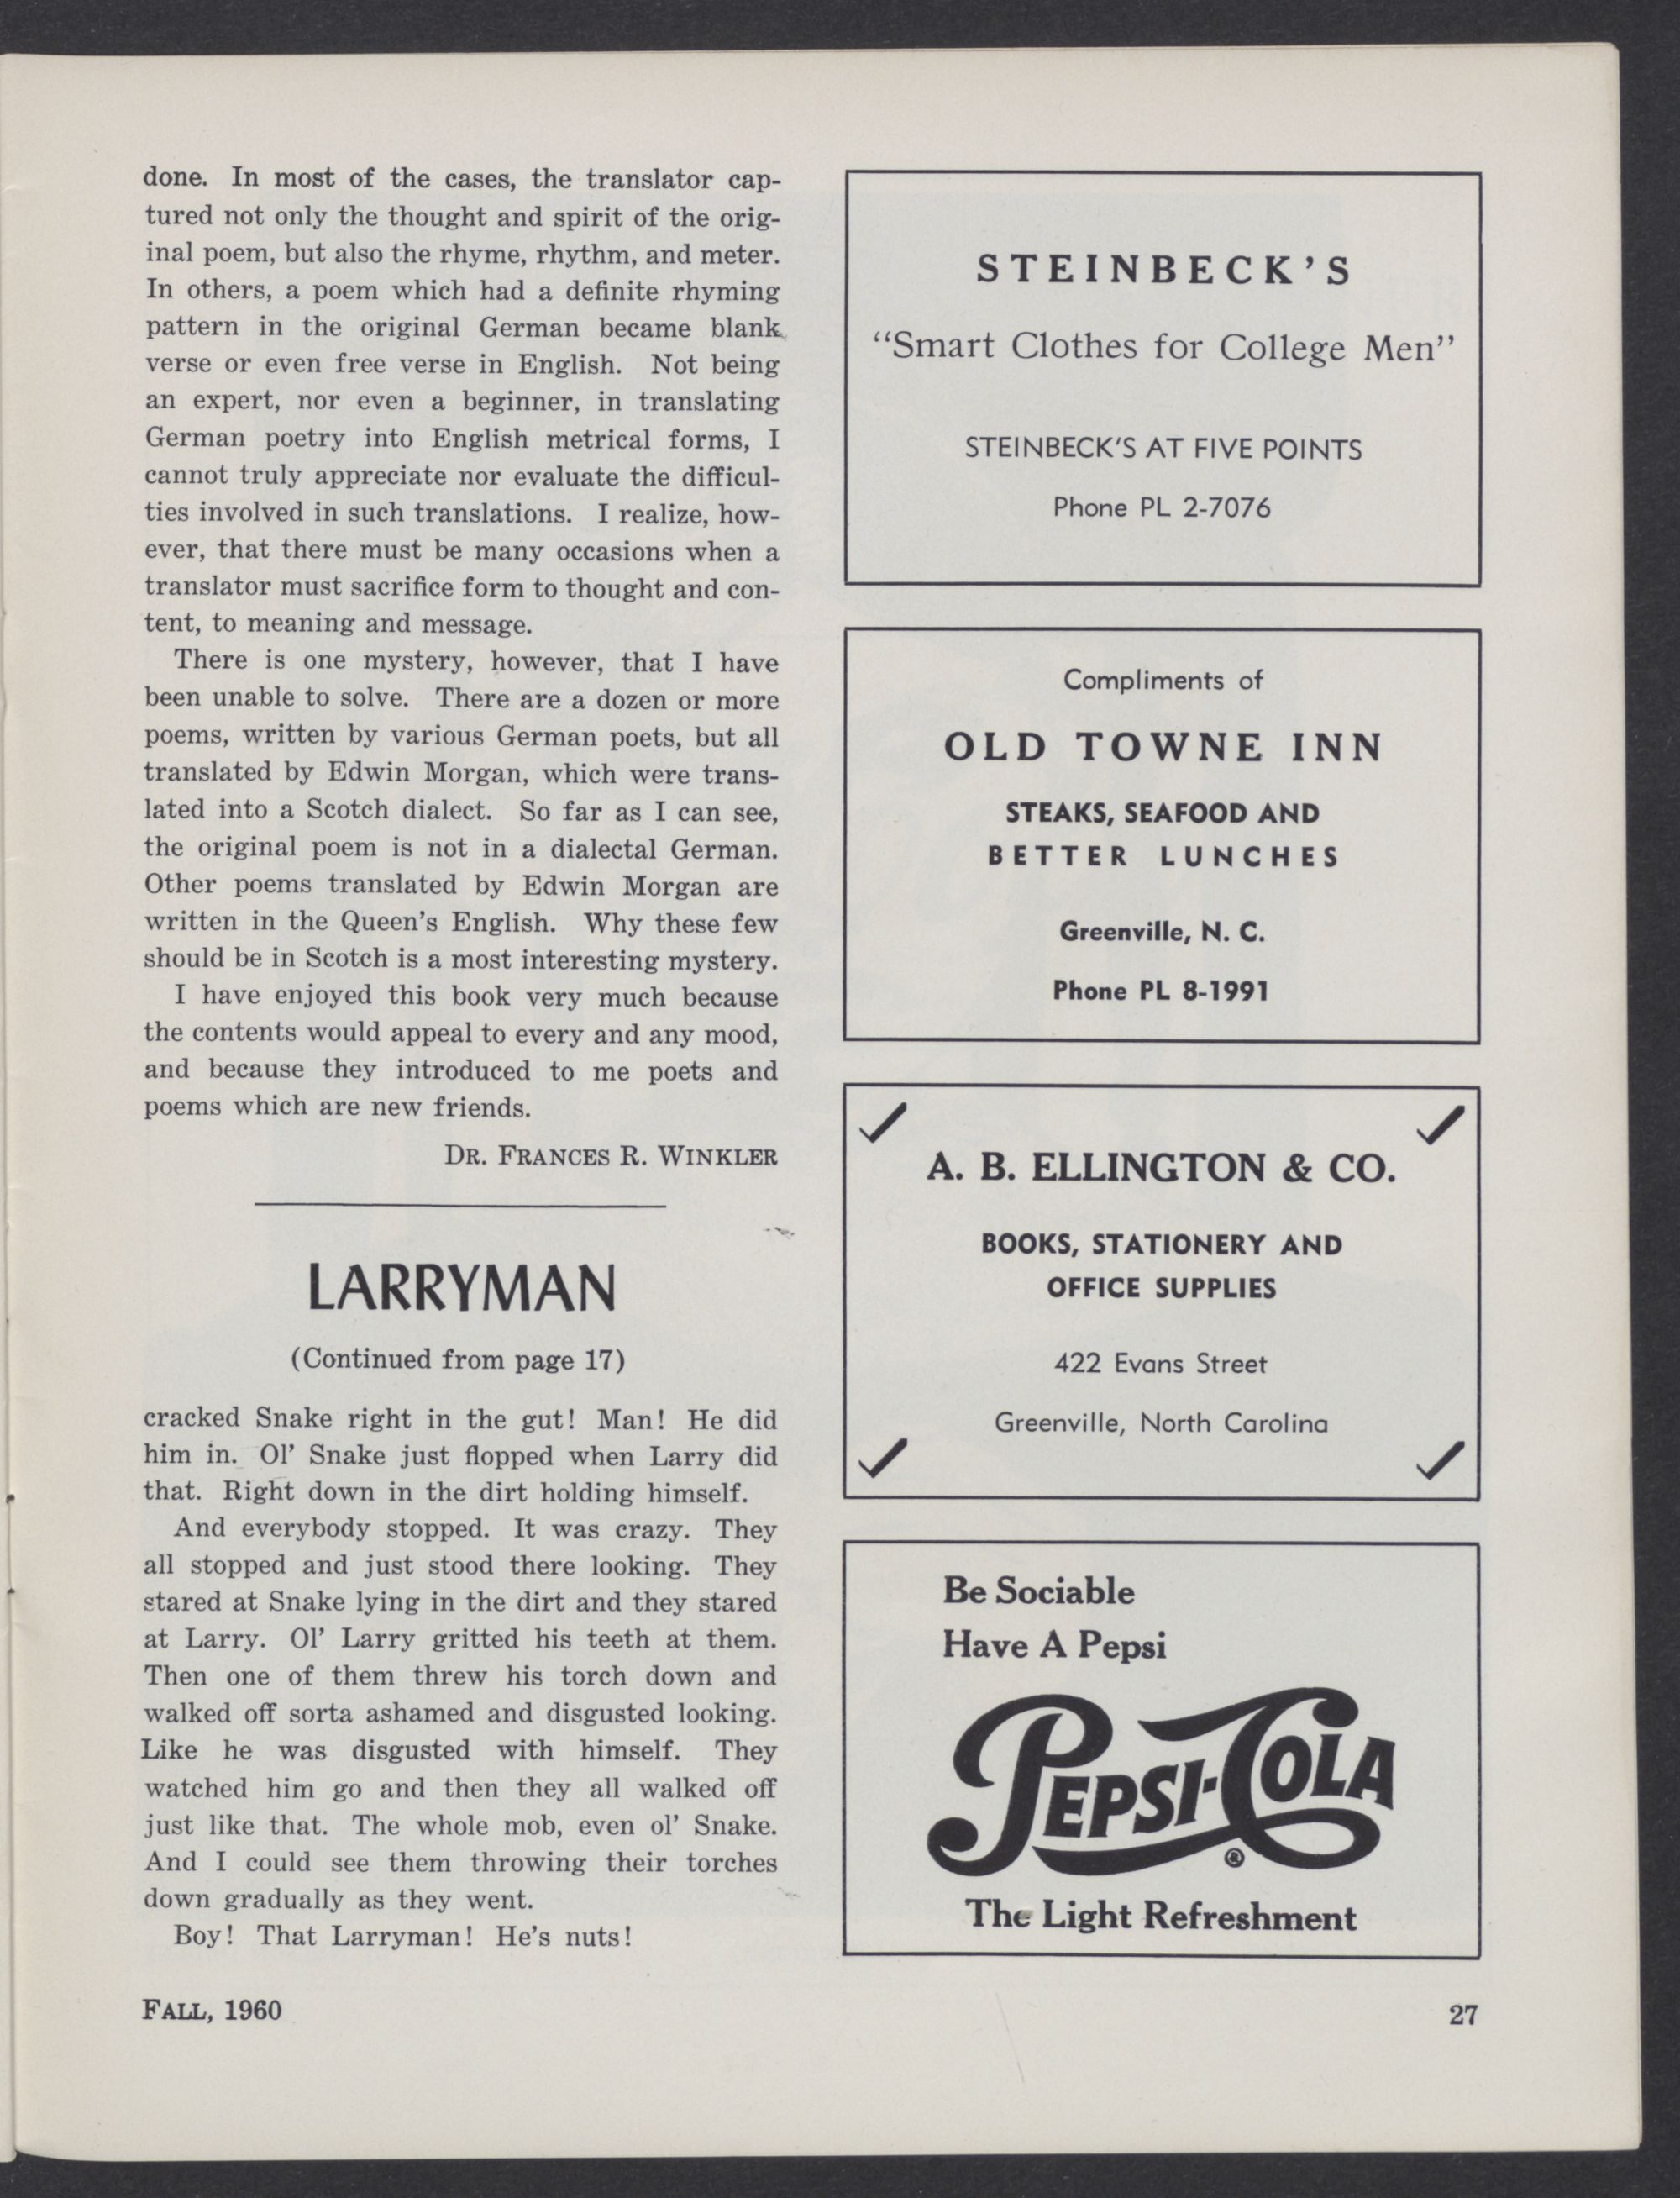 done. In most of the cases, the translator cap-
tured not only the thought and spirit of the orig-
inal poem, but also the rhyme, rhythm, and meter.
In others, a poem which had a definite rhyming
pattern in the original German became blank
verse or even free verse in English. Not being
an expert, nor even a beginner, in translating
German poetry into English metrical forms, I
cannot truly appreciate nor evaluate the difficul-
ties involved in such translations. I realize, how-
ever, that there must be many occasions when a
translator must sacrifice form to thought and con-
tent, to meaning and message.
There is one mystery, however, that I have
been unable to solve. There are a dozen or more
poems, written by various German poets, but all
translated by Edwin Morgan, which were trans-
lated into a Scotch dialect. So far as I can see,
the original poem is not in a dialectal German.
Other poems translated by Edwin Morgan are
written in the Queen's English. Why these few
should be in Scotch is a most interesting mystery.
I have enjoyed this book very much because
the contents would appeal to every and any mood,
and because they introduced to me poets and
poems which are new friends.
DR. FRANCES R. WINKLER
LARRYMAN
(Continued from page 17)
cracked Snake right in the gut! Man! He did
him in. Ol' Snake just flopped when Larry did
that. Right down in the dirt holding himself.
And everybody stopped. It was crazy. They
all stopped and just stood there looking. They
stared at Snake lying in the dirt and they stared
at Larry. Ol' Larry gritted his teeth at them.
Then one of them threw his torch down and
walked off sorta ashamed and disgusted looking.
Like he was disgusted with himself. They
watched him go and then they all walked off
just like that. The whole mob, even ol' Snake.
And I could see them throwing their torches
down gradually as they went.
Boy! That Larryman! He's nuts!
STEINBECK'S
"Smart Clothes for College Men"
STEINBECK'S AT FIVE POINTS
Phone PL 2-7076
Compliments of
OLD TOWNE INN
STEAKS, SEAFOOD AND
BETTER LUNCHES
Greenville, N. C.
Phone PL 8-1991
A. B. ELLINGTON & CO.
BOOKS, STATIONERY AND
OFFICE SUPPLIES
422 Evans Street
Greenville, North Carolina
Be Sociable
Have A Pepsi
PEPSI-COLA
®
The Light Refreshment
FALL, 1960
27